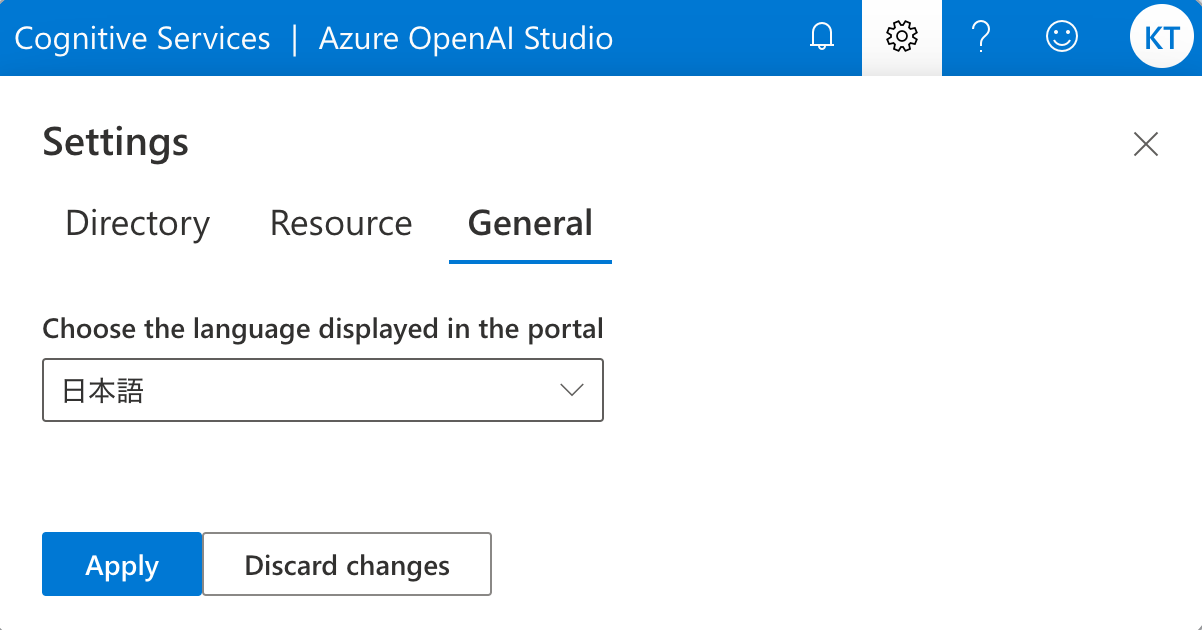 Cognitive Services | Azure OpenAI Studio KT
Settings
Directory Resource General
Choose the language displayed in the portal
日本語
Apply Discard changes